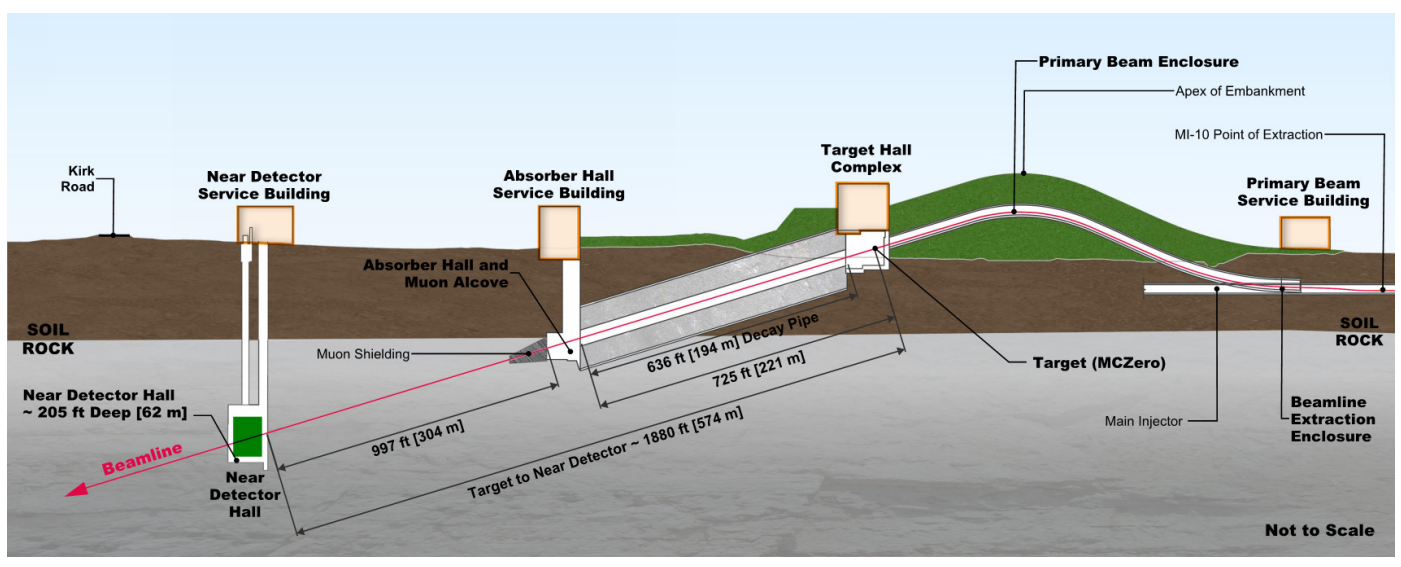 Primary Beam Enclosure
Apex of Embankment
MI-10 Point of Extraction
Target Hall
Complex
Kirk
Road
Near Detector
Service Building
Absorber Hall
Service Building
Primary Beam
Service Building
Absorber Hall and
Muon Alcove
SOIL
ROCK
SOIL
ROCK
Muon Shielding
636 ft [194 m] Decay Pipe
725 ft [221 m]
Target (MCZero)
Near Detector Hall
~ 205 ft Deep [62 m]
997 ft [304 m]
Target to Near Detector ~ 1880 ft [574 m]
Main Injector
Beamline
Extraction
Enclosure
Beamline
Near
Detector
Hall
Not to Scale